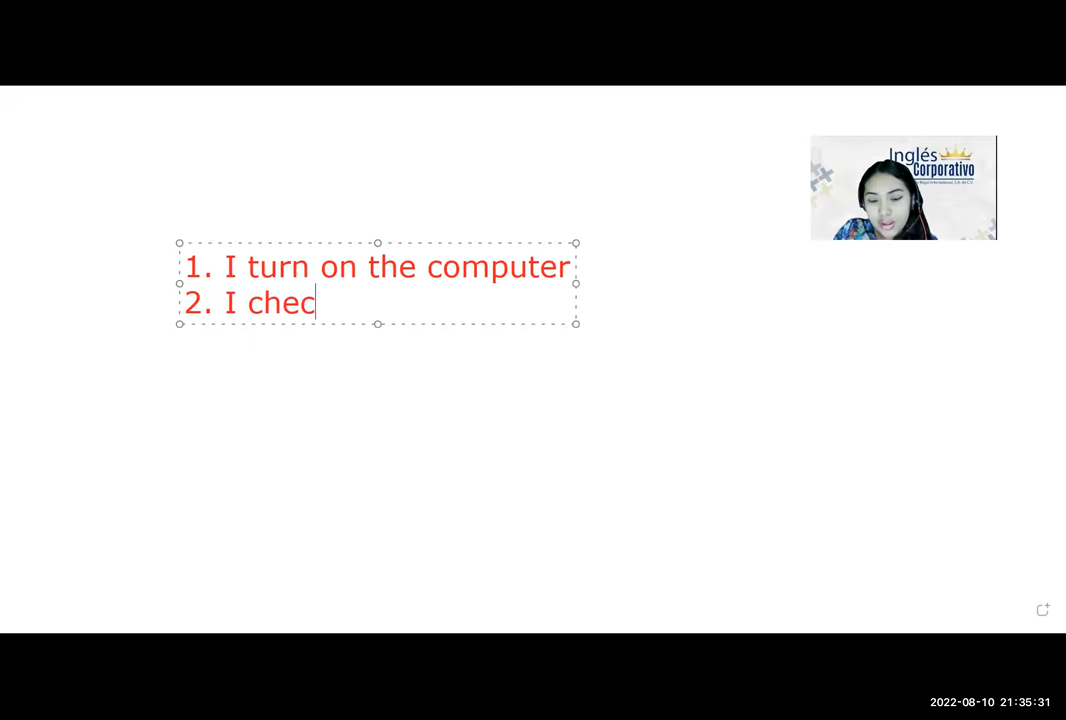 Inglés
Corporativo
1. I turn on the computer
2. I chec
2022-08-10 21:35:31